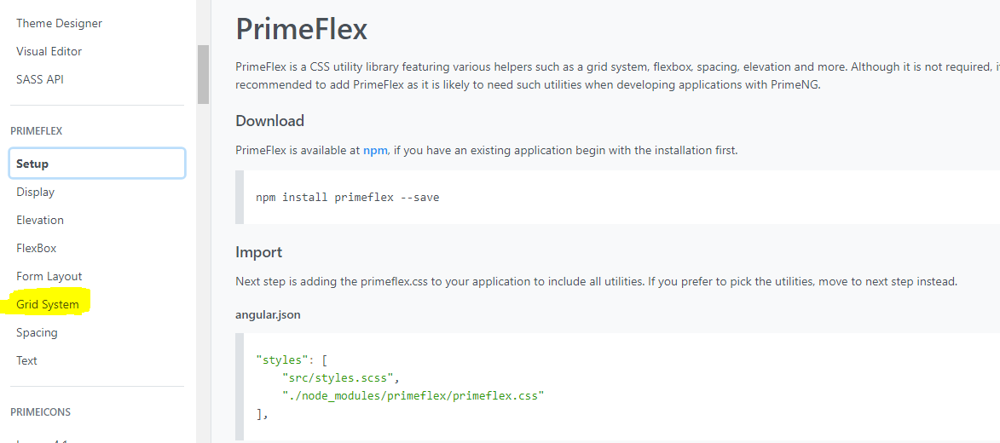 Theme Designer
Visual Editor
SASS API
PRIMEFLEX
Setup
Display
Elevation
FlexBox
Form Layout
Grid System
Spacing
Text
PRIMEICONS
PrimeFlex
PrimeFlex is a CSS utility library featuring various helpers such as a grid system, flexbox, spacing, elevation and more. Although it is not required,
recommended to add PrimeFlex as it is likely to need such utilities when developing applications with PrimeNG.
Download
PrimeFlex is available at npm, if you have an existing application begin with the installation first.
npm install primeflex --save
Import
Next step is adding the primeflex.css to your application to include all utilities. If you prefer to pick the utilities, move to next step instead.
angular.json
"styles": [
"src/styles.scss",
"./node_modules/primeflex/primeflex.css"
],